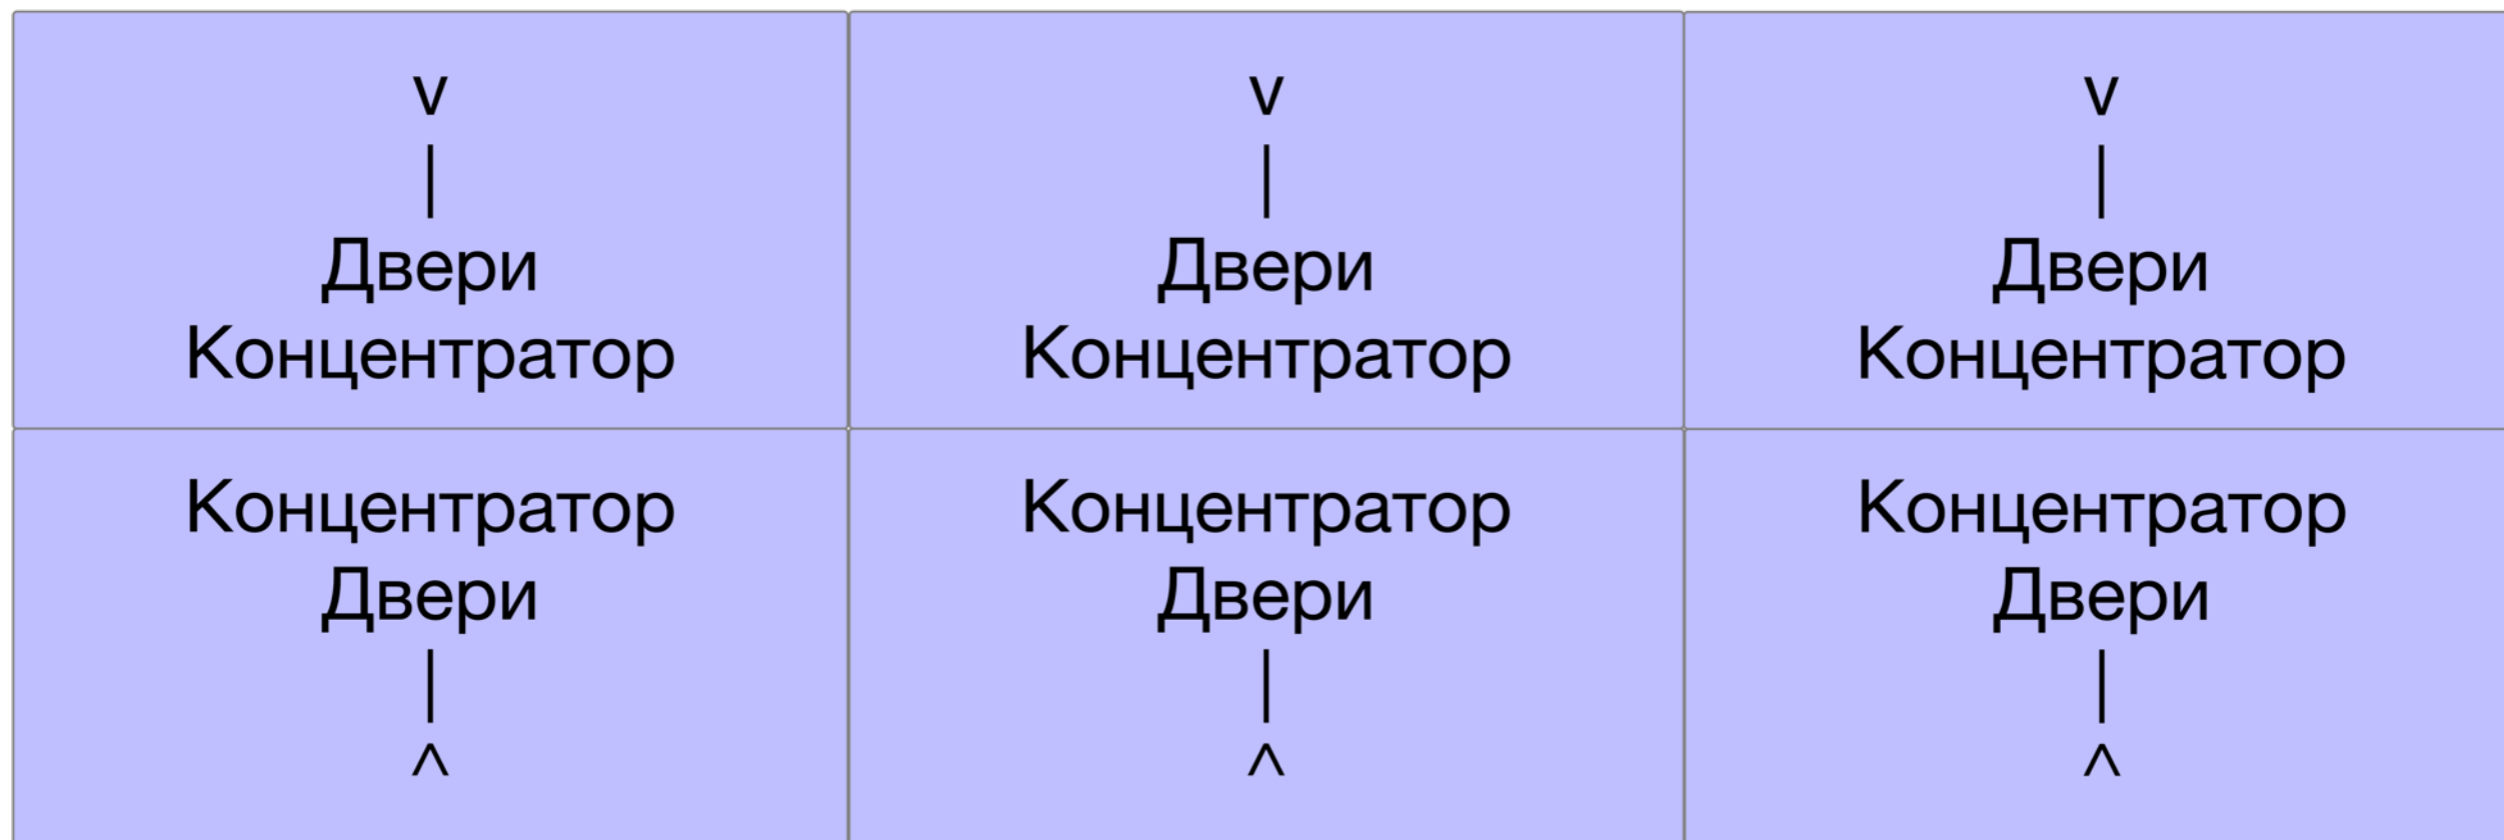 v v v
| | |
Двери Двери Двери
Концентратор Концентратор Концентратор
Концентратор Концентратор Концентратор
Двери Двери Двери
| | |
^ ^ ^